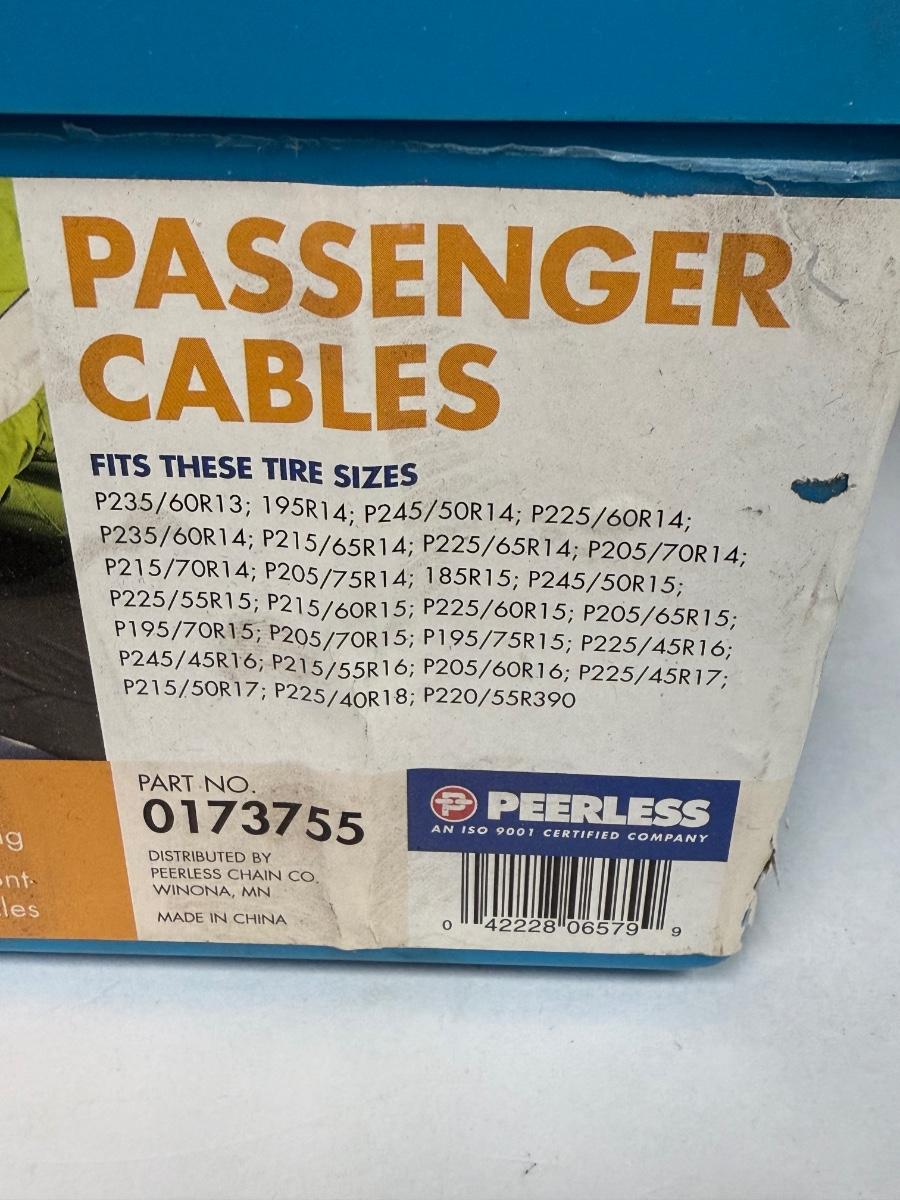 PASSENGER
CABLES
FITS THESE TIRE SIZES
P235/60R13; 195R14; P245/50R14; P225/60R14;
P235/60R14; P215/65R14; P225/65R14; P205/70R14;
P215/70R14; P205/75R14; 185R15; P245/50R15;
P225/55R15; P215/60R15; P225/60R15; P205/65R15;
P195/70R15; P205/70R15; P195/75R15; P225/45R16;
P245/45R16; P215/55R16; P205/60R16; P225/45R17;
P215/50R17; P225/40R18; P220/55R390
PART NO.
0173755
DISTRIBUTED BY
PEERLESS CHAIN CO.
WINONA, MN
MADE IN CHINA
PEERLESS
AN ISO 9001 CERTIFIED COMPANY
0 42228 06579 9